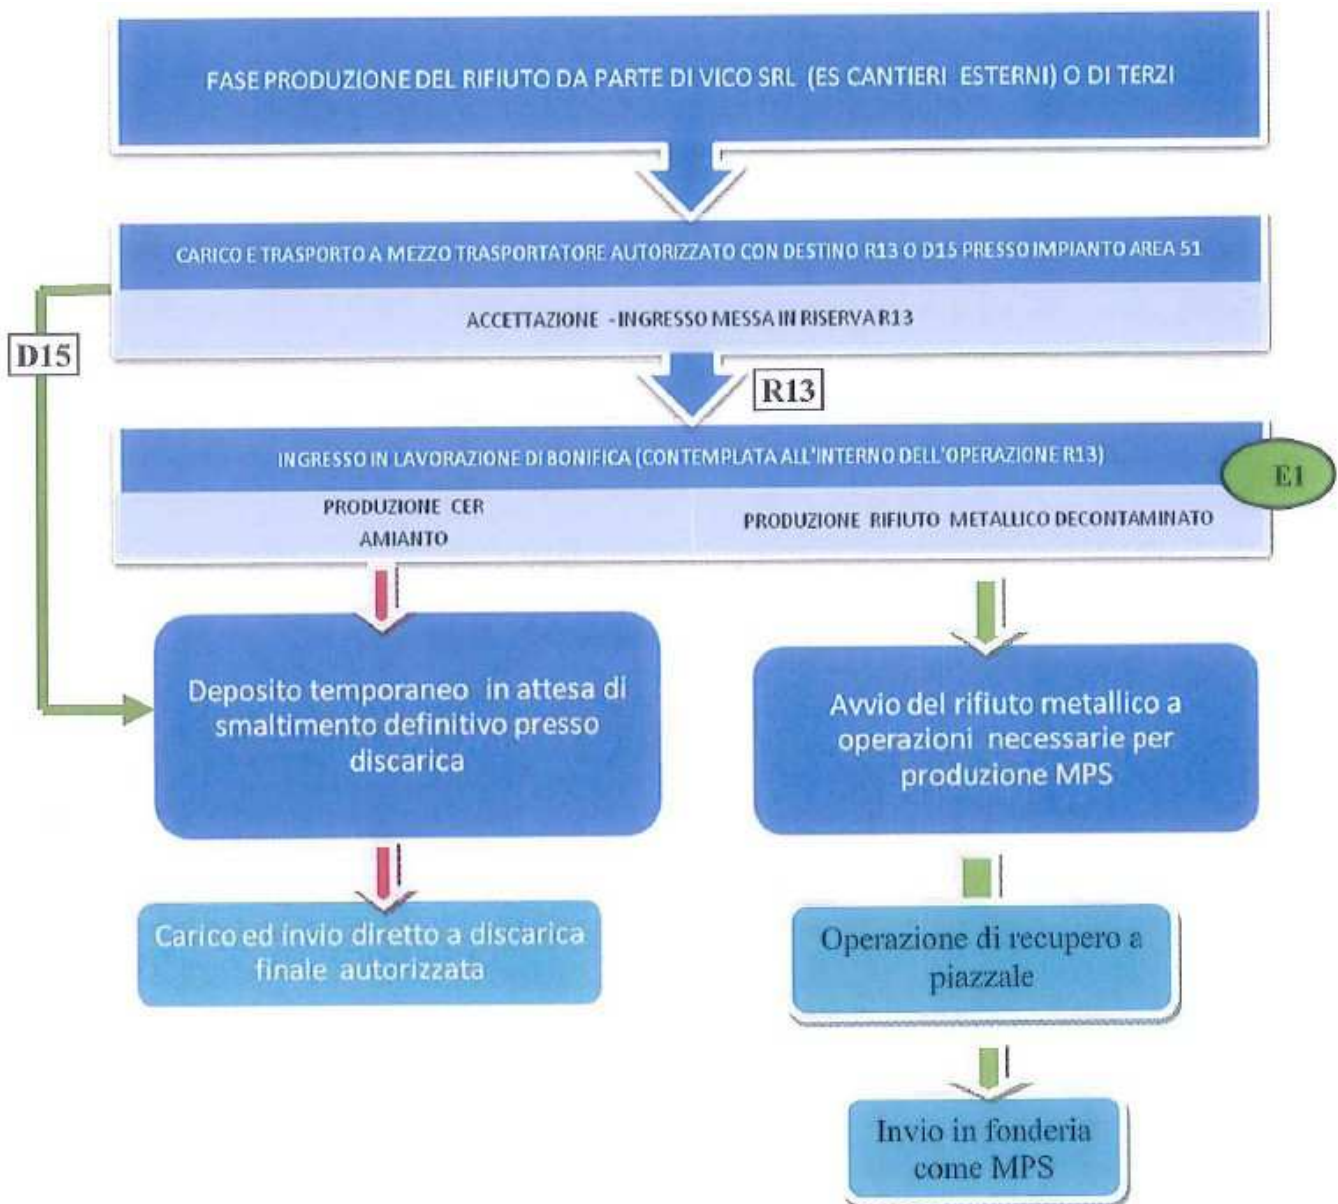 FASE PRODUZIONE DEL RIFIUTO DA PARTE DI VICO SRL (ES CANTIERI ESTERNI) O DI TERZI
CARICO E TRASPORTO A MEZZO TRASPORTATORE AUTORIZZATO CON DESTINO R13 O D15 PRESSO IMPIANTO AREA 51
ACCETTAZIONE - INGRESSO MESSA IN RISERVA R13
D15
R13
INGRESSO IN LAVORAZIONE DI BONIFICA (CONTEMPLATA ALL'INTERNO DELL'OPERAZIONE R13)
E1
PRODUZIONE CER
AMIANTO
PRODUZIONE RIFIUTO METALLICO DECONTAMINATO
Deposito temporaneo in attesa di
smaltimento definitivo presso
discarica
Avvio del rifiuto metallico a
operazioni necessarie per
produzione MPS
Carico ed invio diretto a discarica
finale autorizzata
Operazione di recupero a
piazzale
Invio in fonderia
come MPS